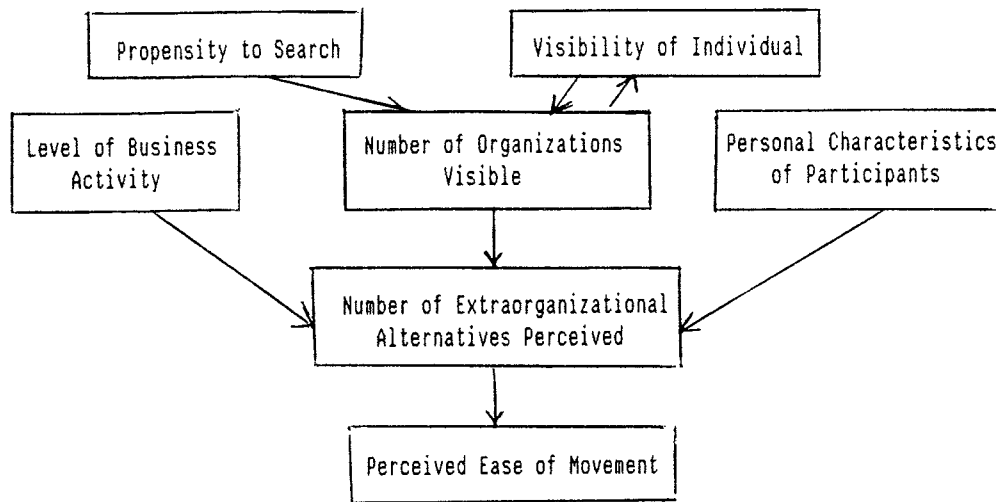 Propensity to Search
Visibility of Individual
Level of Business
Activity
Number of Organizations
Visible
Personal Characteristics
of Participants
Number of Extraorganizational
Alternatives Perceived
Perceived Ease of Movement